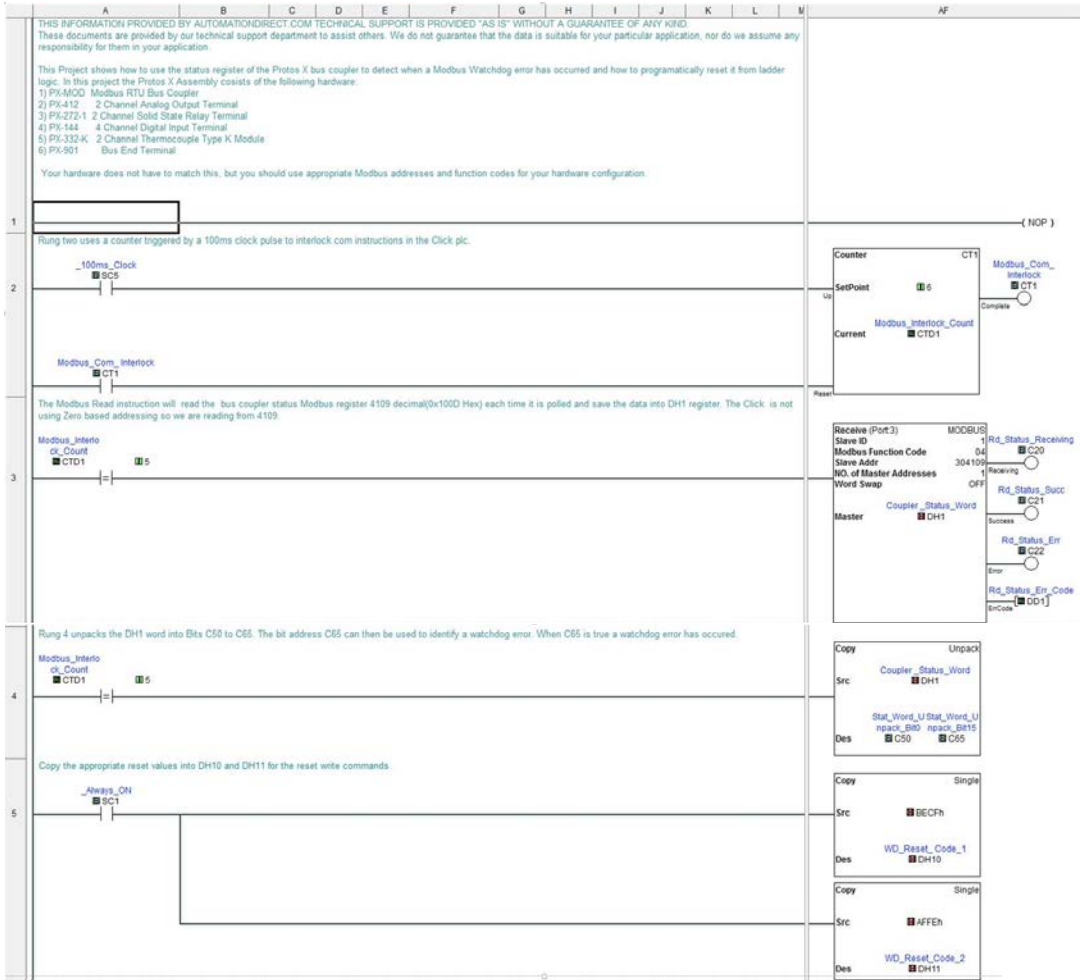 A B C D E F G H I J K L M AF
THIS INFORMATION PROVIDED BY AUTOMATIONDIRECT.COM TECHNICAL SUPPORT IS PROVIDED "AS IS" WITHOUT A GUARANTEE OF ANY KIND.
These documents are provided by our technical support department to assist others. We do not guarantee that the data is suitable for your particular application, nor do we assume any
responsibility for them in your application.
This Project shows how to use the status register of the Protos X bus coupler to detect when a Modbus Watchdog error has occurred and how to programatically reset it from ladder
logic. In this project the Protos X Assembly cosists of the following hardware:
1) PX-MOD Modbus RTU Bus Coupler
2) PX-412 2 Channel Analog Output Terminal
3) PX-272-1 2 Channel Solid State Relay Terminal
4) PX-144 4 Channel Digital Input Terminal
5) PX-332-K 2 Channel Thermocouple Type K Module
6) PX-901 Bus End Terminal
Your hardware does not have to match this, but you should use appropriate Modbus addresses and function codes for your hardware configuration.
1
( NOP )
Rung two uses a counter triggered by a 100ms clock pulse to interlock com instructions in the Click plc.
2
_100ms_Clock
SC5
Counter CT1
Up
SetPoint 6
Current
Modbus_Interlock_Count
CTD1
Modbus_Com_
Interlock
CT1
Complete
Modbus_Com_ Interlock
CT1
Reset
The Modbus Read instruction will read the bus coupler status Modbus register 4109 decimal(0x100D Hex) each time it is polled and save the data into DH1 register. The Click is not
using Zero based addressing so we are reading from 4109
3
Modbus_Interlo
ck_Count
CTD1 5
=
Receive (Port:3) MODBUS
Slave ID 1
Modbus Function Code 04
Slave Addr 304109
NO. of Master Addresses 1
Word Swap OFF
Master
Coupler _Status_Word
DH1
Rd_Status_Receiving
C20
Receiving
Rd_Status_Succ
C21
Success
Rd_Status_Err
C22
Error
Rd_Status_Err_Code
DD1
ErrCode
Rung 4 unpacks the DH1 word into Bits C50 to C65. The bit address C65 can then be used to identify a watchdog error. When C65 is true a watchdog error has occured.
4
Modbus_Interlo
ck_Count
CTD1 5
=
Copy Unpack
Src
Coupler _Status_Word
DH1
Stat_Word_U Stat_Word_U
npack_Bit0 npack_Bit15
Des C50 C65
Copy the appropriate reset values into DH10 and DH11 for the reset write commands.
5
_Always_ON
SC1
Copy Single
Src BECFh
WD_Reset_ Code_1
Des DH10
Copy Single
Src AFFEh
WD_Reset_Code_2
Des DH11